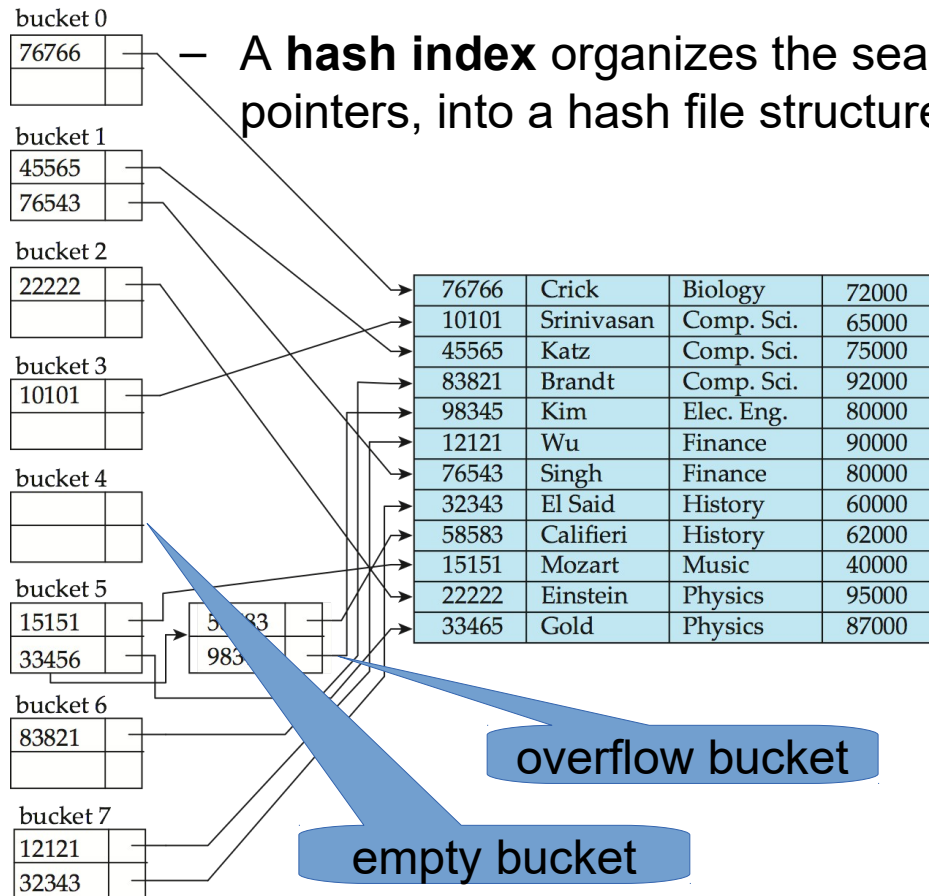 – A hash index organizes the sea
pointers, into a hash file structure
bucket 0
76766
bucket 1
45565
76543
bucket 2
22222
bucket 3
10101
bucket 4
bucket 5
15151
33456
bucket 6
83821
bucket 7
12121
32343
76766 Crick Biology 72000
10101 Srinivasan Comp. Sci. 65000
45565 Katz Comp. Sci. 75000
83821 Brandt Comp. Sci. 92000
98345 Kim Elec. Eng. 80000
12121 Wu Finance 90000
76543 Singh Finance 80000
32343 El Said History 60000
58583 Califieri History 62000
15151 Mozart Music 40000
22222 Einstein Physics 95000
33465 Gold Physics 87000
overflow bucket
empty bucket